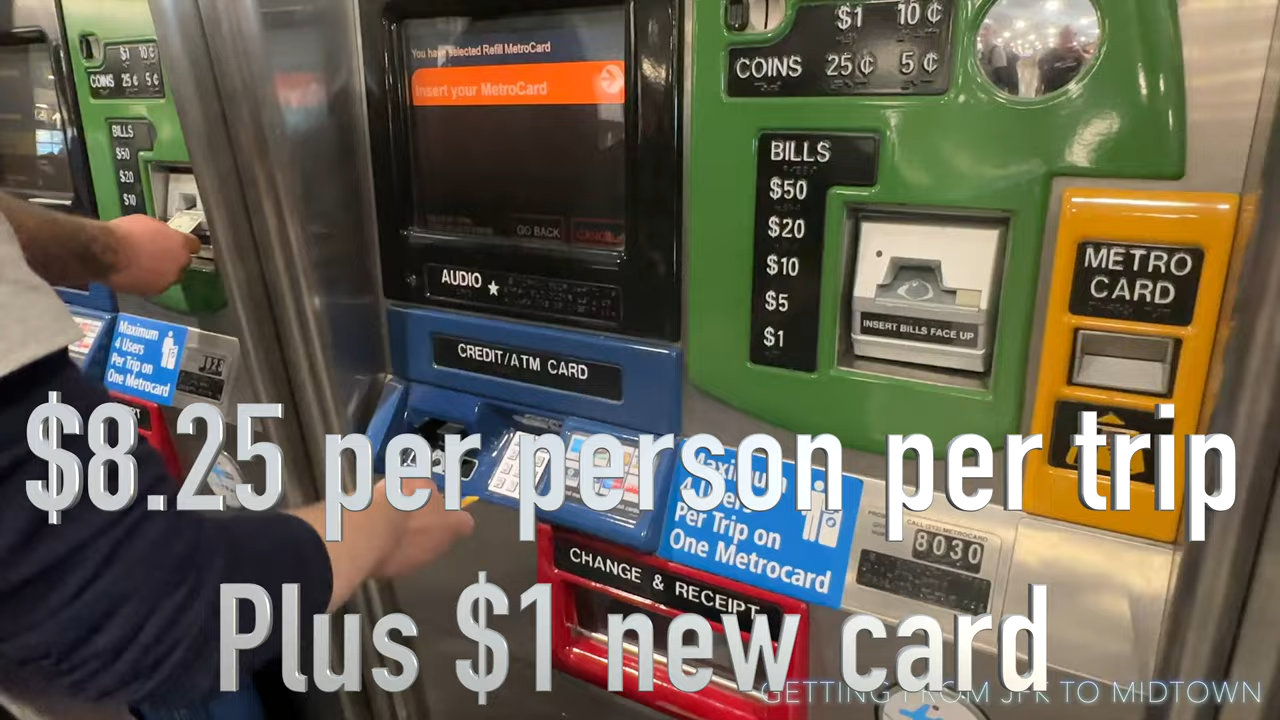 $1 10¢
COINS 25¢ 5¢
BILLS
$50
$20
$10
Maximum
4 Users
Per Trip on
One Metrocard
You have selected Refill MetroCard
Insert your MetroCard
GO BACK
CANCEL
AUDIO
CREDIT/ATM CARD
$1 10¢
COINS 25¢ 5¢
BILLS
$50
$20
$10
$5
$1
INSERT BILLS FACE UP
METRO
CARD
$8.25 per person per trip
Maximum
4 Users
Per Trip on
One Metrocard
8030
CHANGE & RECEIPT
Plus $1 new card
GETTING FROM JFK TO MIDTOWN